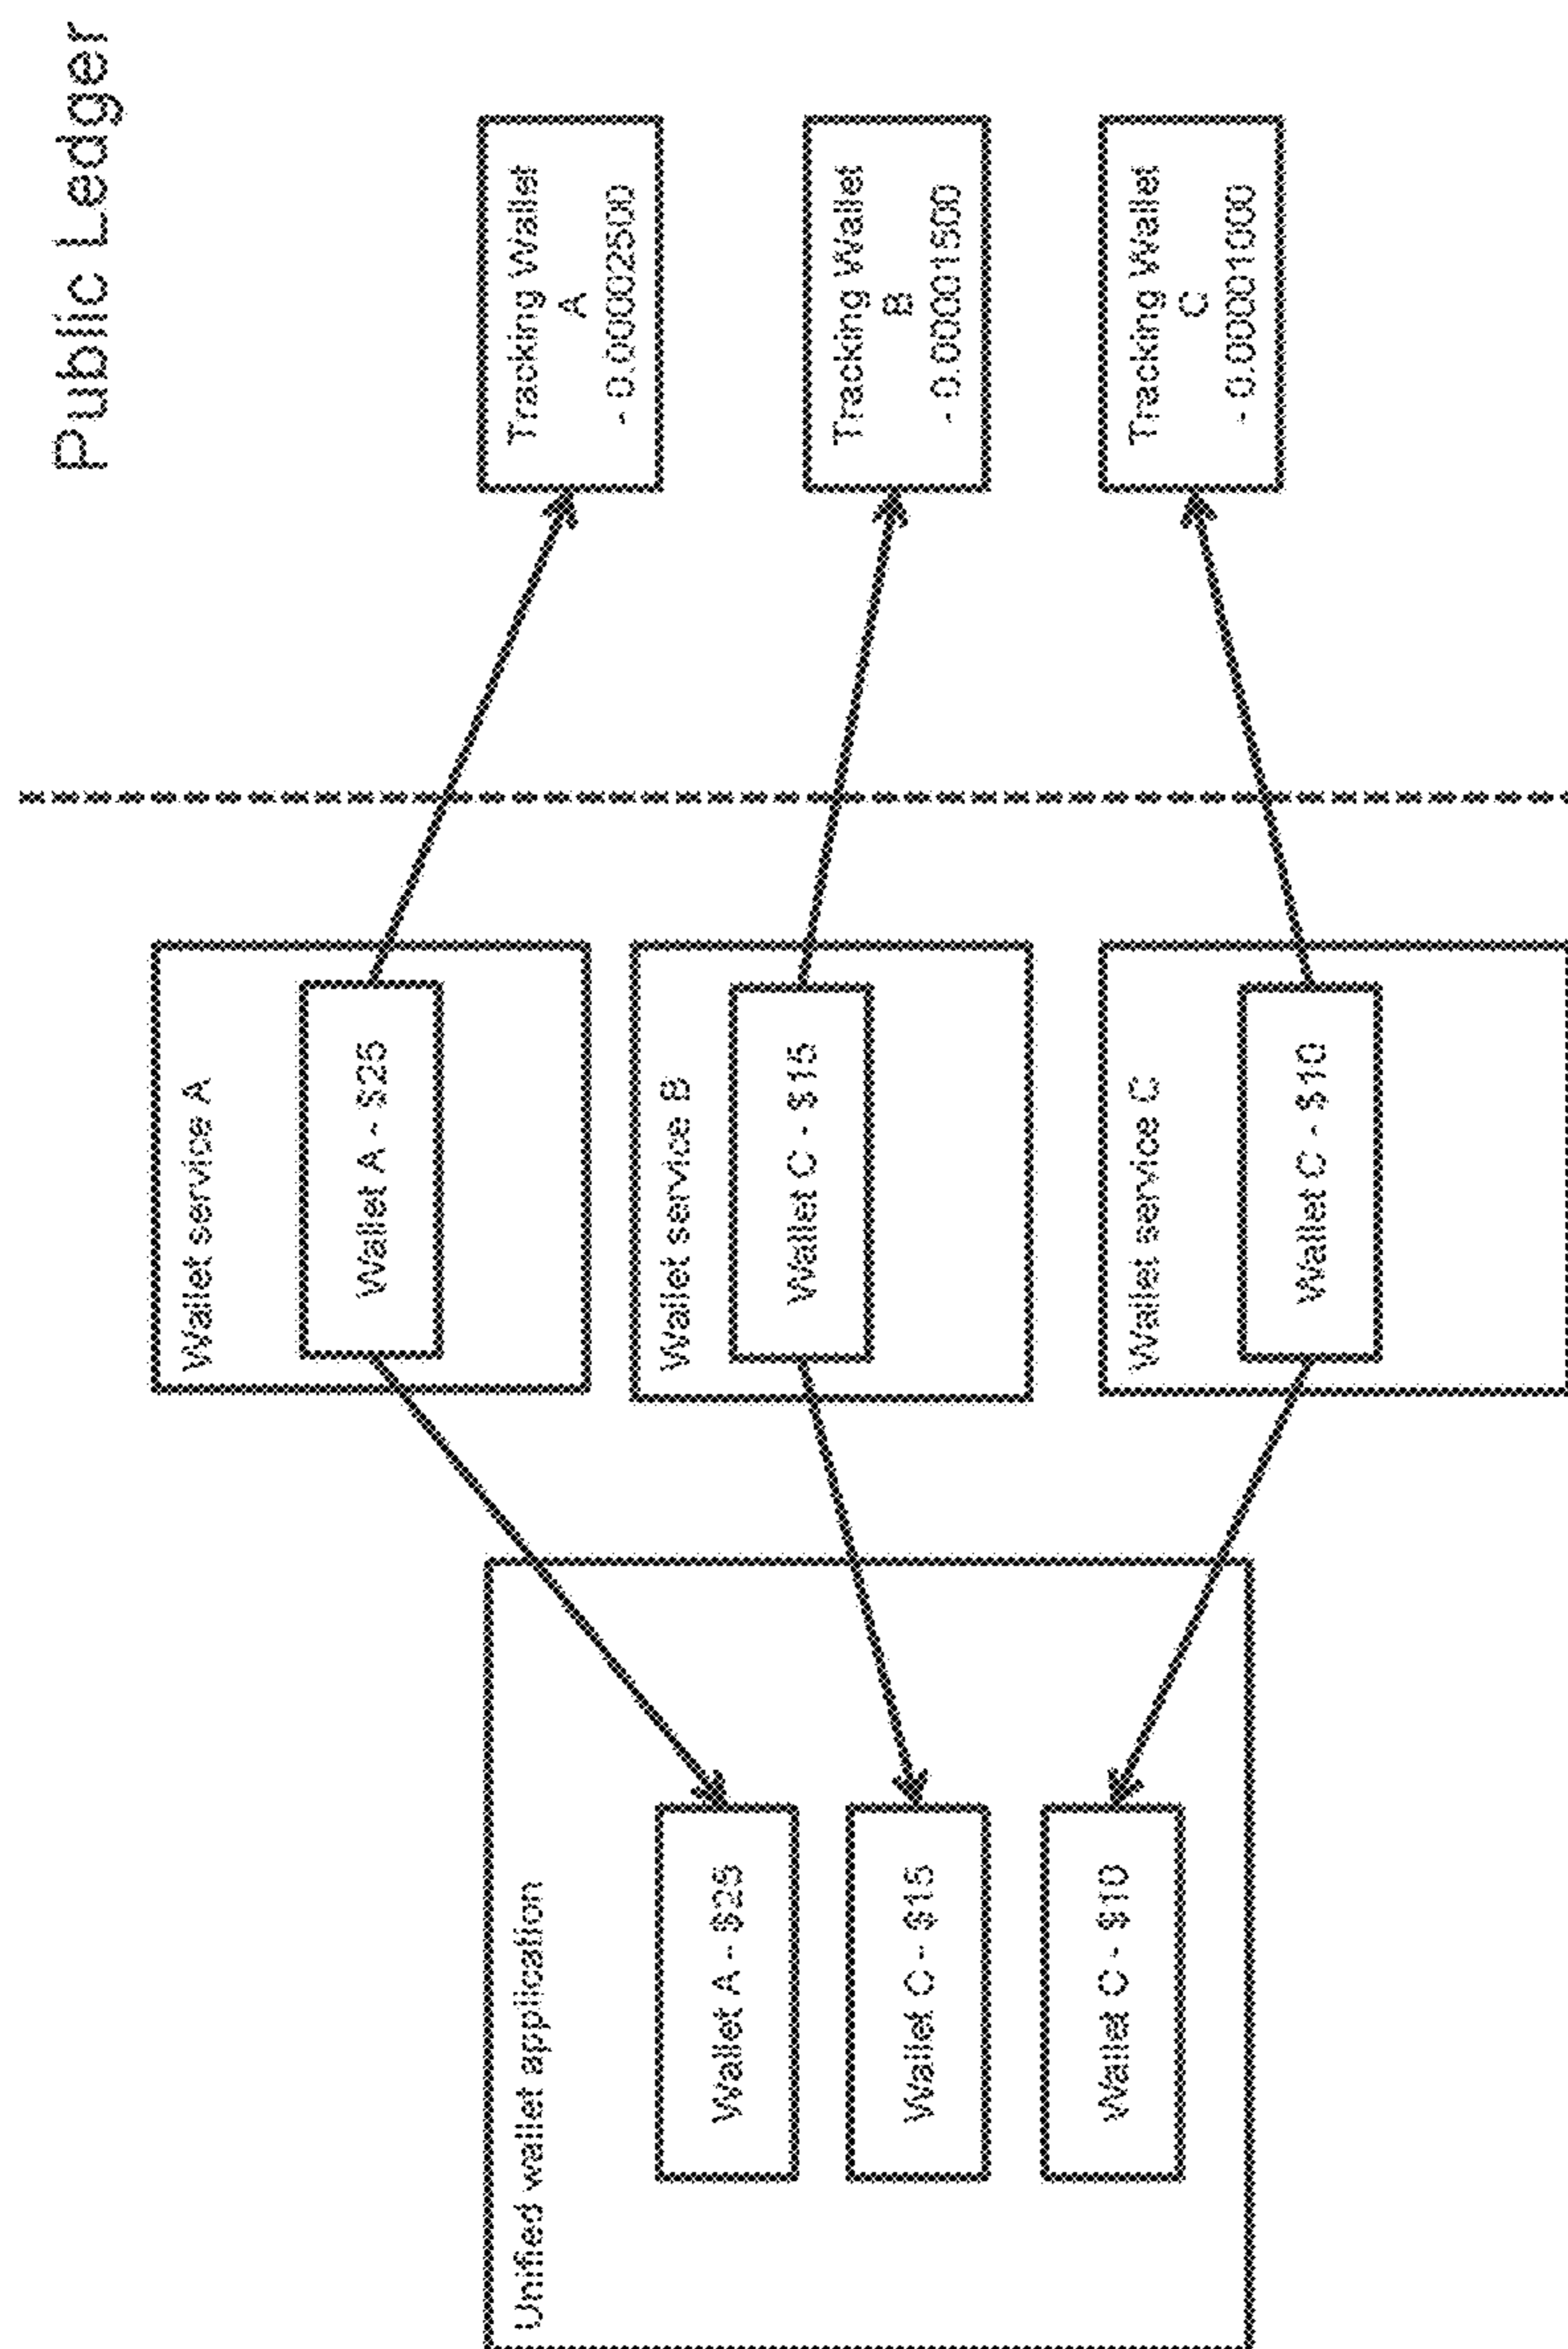 Public Ledger
Unified wallet application
Wallet A - $25
Wallet C - $15
Wallet C - $10
Wallet service A
Wallet A - $25
Wallet service B
Wallet C - $15
Wallet service C
Wallet C - $10
Tracking Wallet
A
- 0.00002500
Tracking Wallet
B
- 0.00001500
Tracking Wallet
C
- 0.00001000